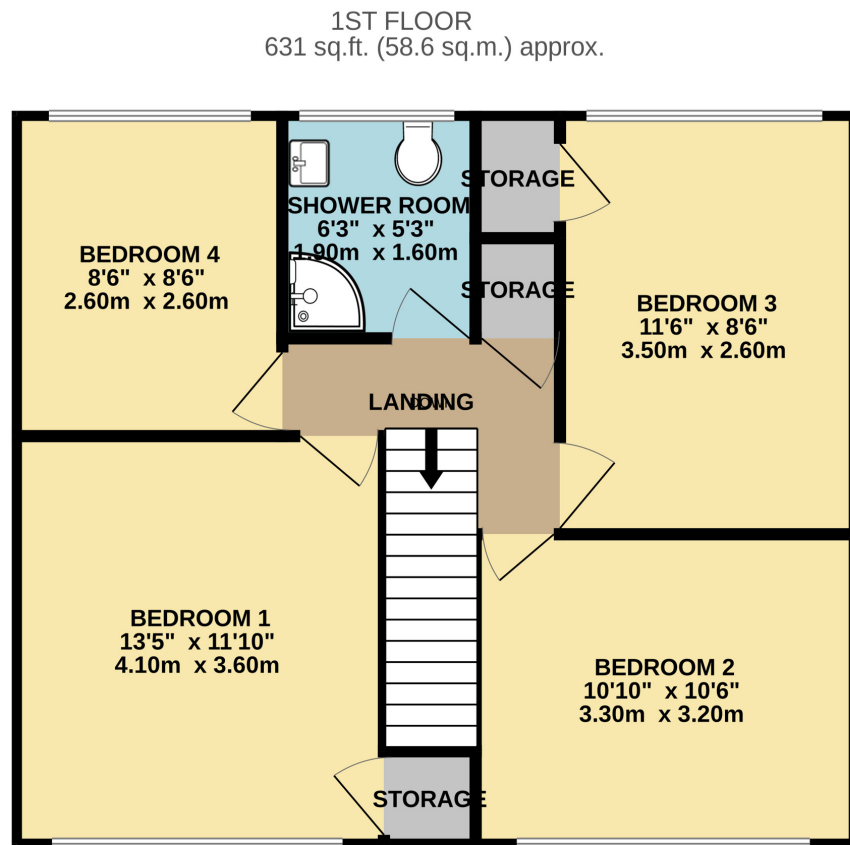 1ST FLOOR
631 sq.ft. (58.6 sq.m.) approx.
STORAGE
SHOWER ROOM
6'3" x 5'3"
1.90m x 1.60m
BEDROOM 4
8'6" x 8'6"
2.60m x 2.60m
STORAGE
BEDROOM 3
11'6" x 8'6"
3.50m x 2.60m
LANDING
DOWN
BEDROOM 1
13'5" x 11'10"
4.10m x 3.60m
BEDROOM 2
10'10" x 10'6"
3.30m x 3.20m
STORAGE